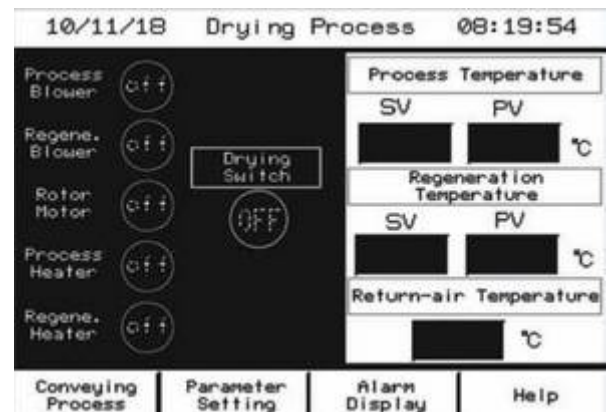 10/11/18 Drying Process 08:19:54
Process
Blower
off
Regene.
Blower
off
Rotor
Motor
off
Process
Heater
off
Regene.
Heater
off
Drying
Switch
OFF
Process Temperature
SV PV
℃
Regeneration
Temperature
SV PV
℃
Return-air Temperature
℃
Conveying
Process
Parameter
Setting
Alarm
Display
Help